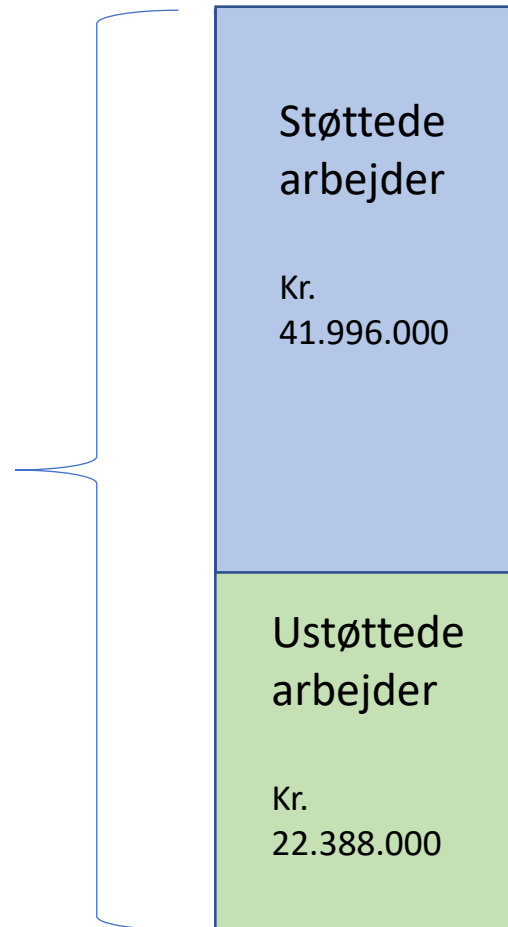 Støttede
arbejder
Kr.
41.996.000
Ustøttede
arbejder
Kr.
22.388.000